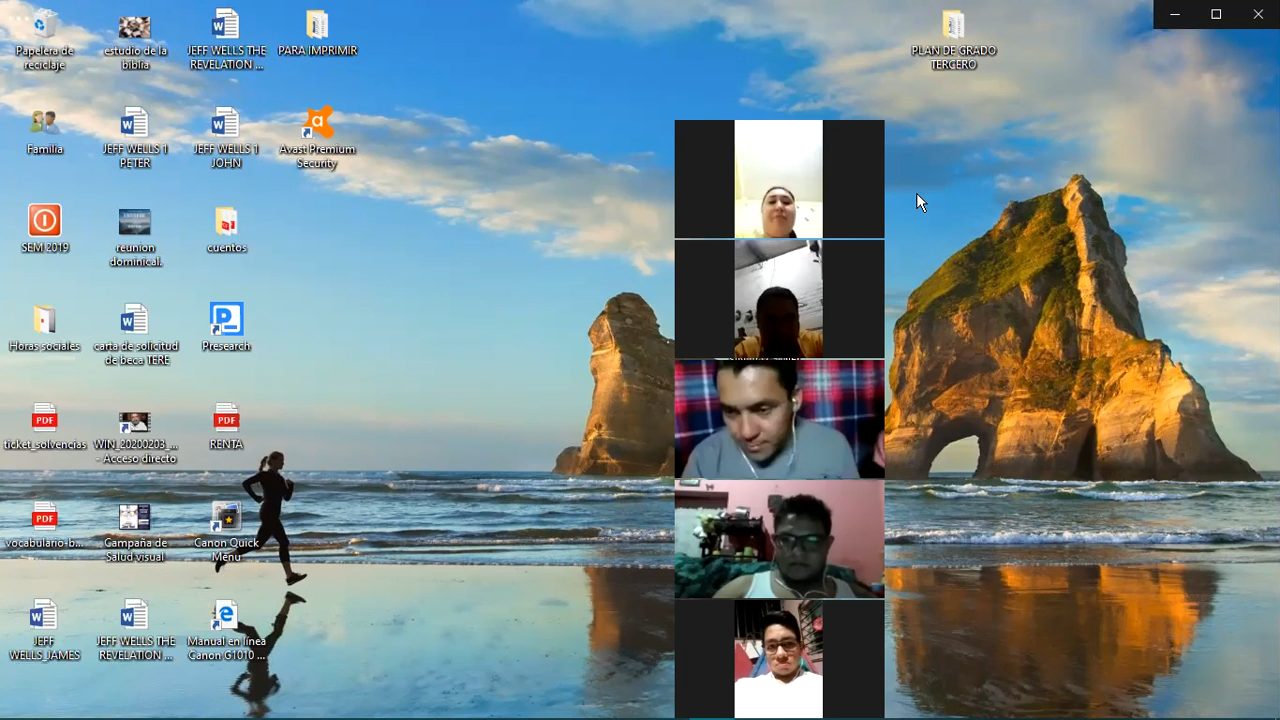 Papelera de
reciclaje
estudio de la
biblia
JEFF WELLS THE
REVELATION ...
PARA IMPRIMIR
PLAN DE GRADO
TERCERO
Familia
JEFF WELLS 1
PETER
JEFF WELLS 1
JOHN
Avast Premium
Security
SEM 2019
reunion
dominical.
cuentos
Horas sociales
carta de solicitud
de beca TERE
Presearch
ticket_solvencias
WIN_20200203_...
- Acceso directo
RENTA
vocabulario-b...
Campaña de
Salud visual
Canon Quick
Menu
JEFF
WELLS_JAMES
JEFF WELLS THE
REVELATION ...
Manual en línea
Canon G1010 ...